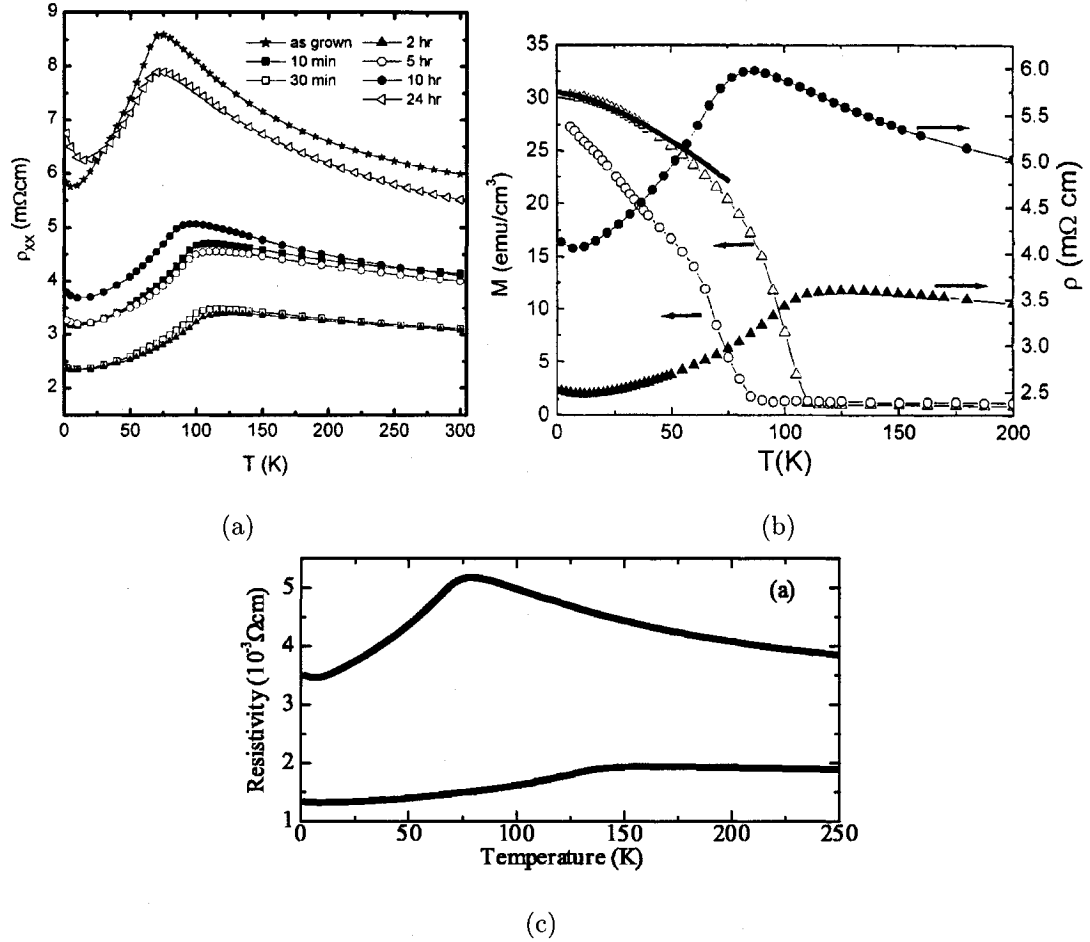 as grown
10 min
30 min
2 hr
5 hr
10 hr
24 hr
9
8
7
6
5
4
3
2
ρxx (mΩcm)
0 50 100 150 200 250 300
T (K)
(a)
35
30
25
20
15
10
5
0
M (emu/cm³)
6.0
5.5
5.0
4.5
4.0
3.5
3.0
2.5
ρ (mΩ cm)
0 50 100 150 200
T(K)
(b)
(a)
5
4
3
2
1
Resistivity (10⁻³Ωcm)
0 50 100 150 200 250
Temperature (K)
(c)